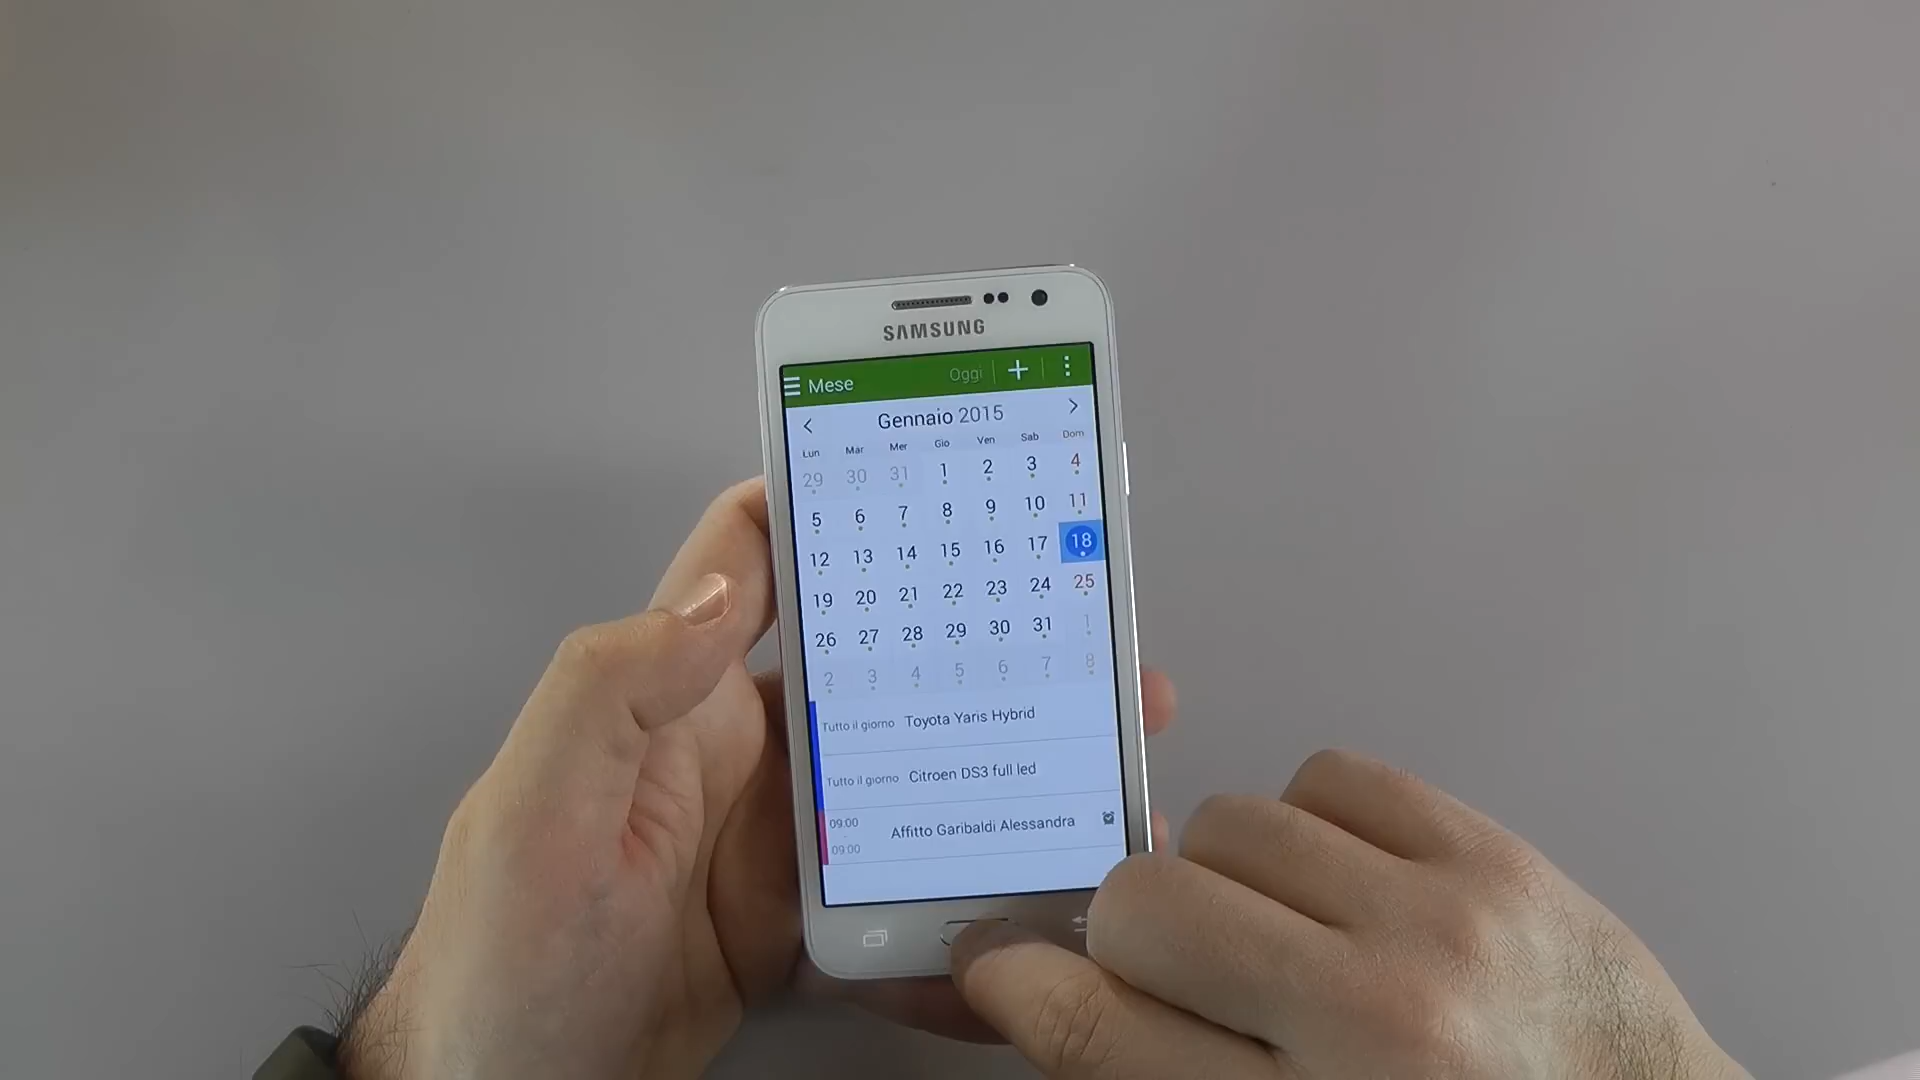 SAMSUNG
Mese Oggi
Gennaio 2015
Lun Mar Mer Gio Ven Sab Dom
29 30 31 1 2 3 4
5 6 7 8 9 10 11
12 13 14 15 16 17 18
19 20 21 22 23 24 25
26 27 28 29 30 31 1
2 3 4 5 6 7 8
Tutto il giorno Toyota Yaris Hybrid
Tutto il giorno Citroen DS3 full led
09:00 - 09:00 Affitto Garibaldi Alessandra